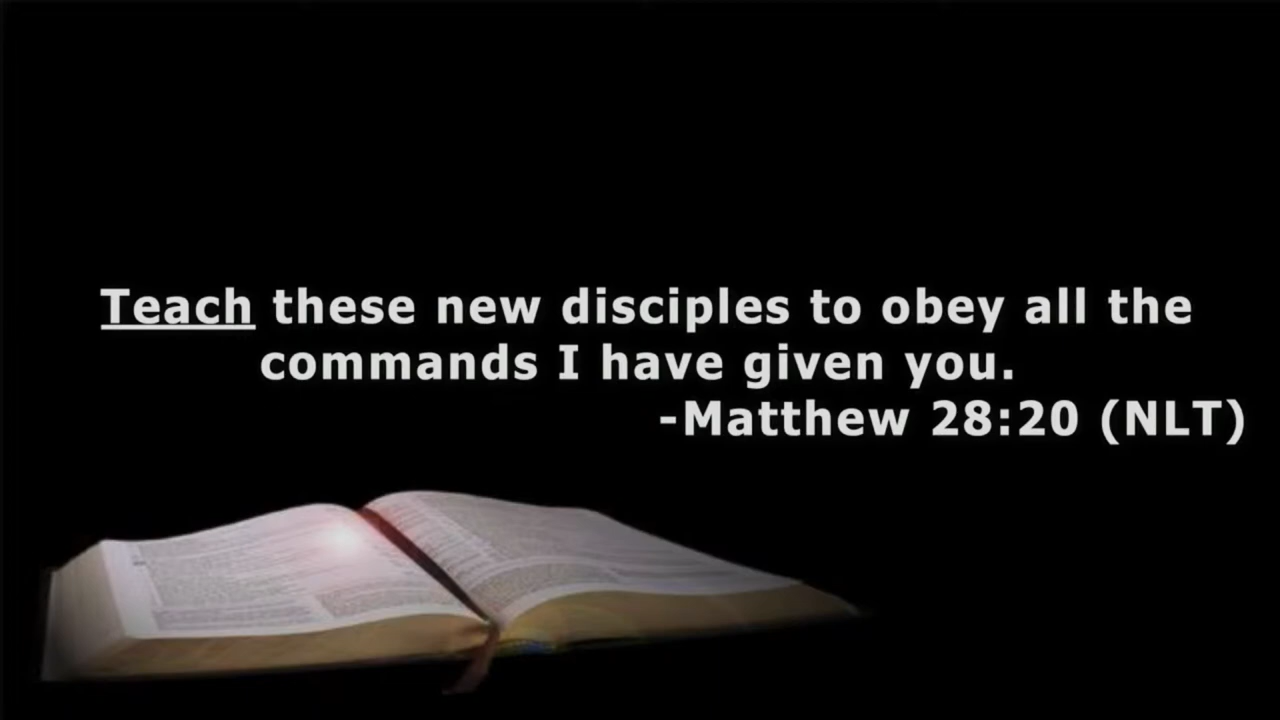 Teach these new disciples to obey all the
commands I have given you.
-Matthew 28:20 (NLT)